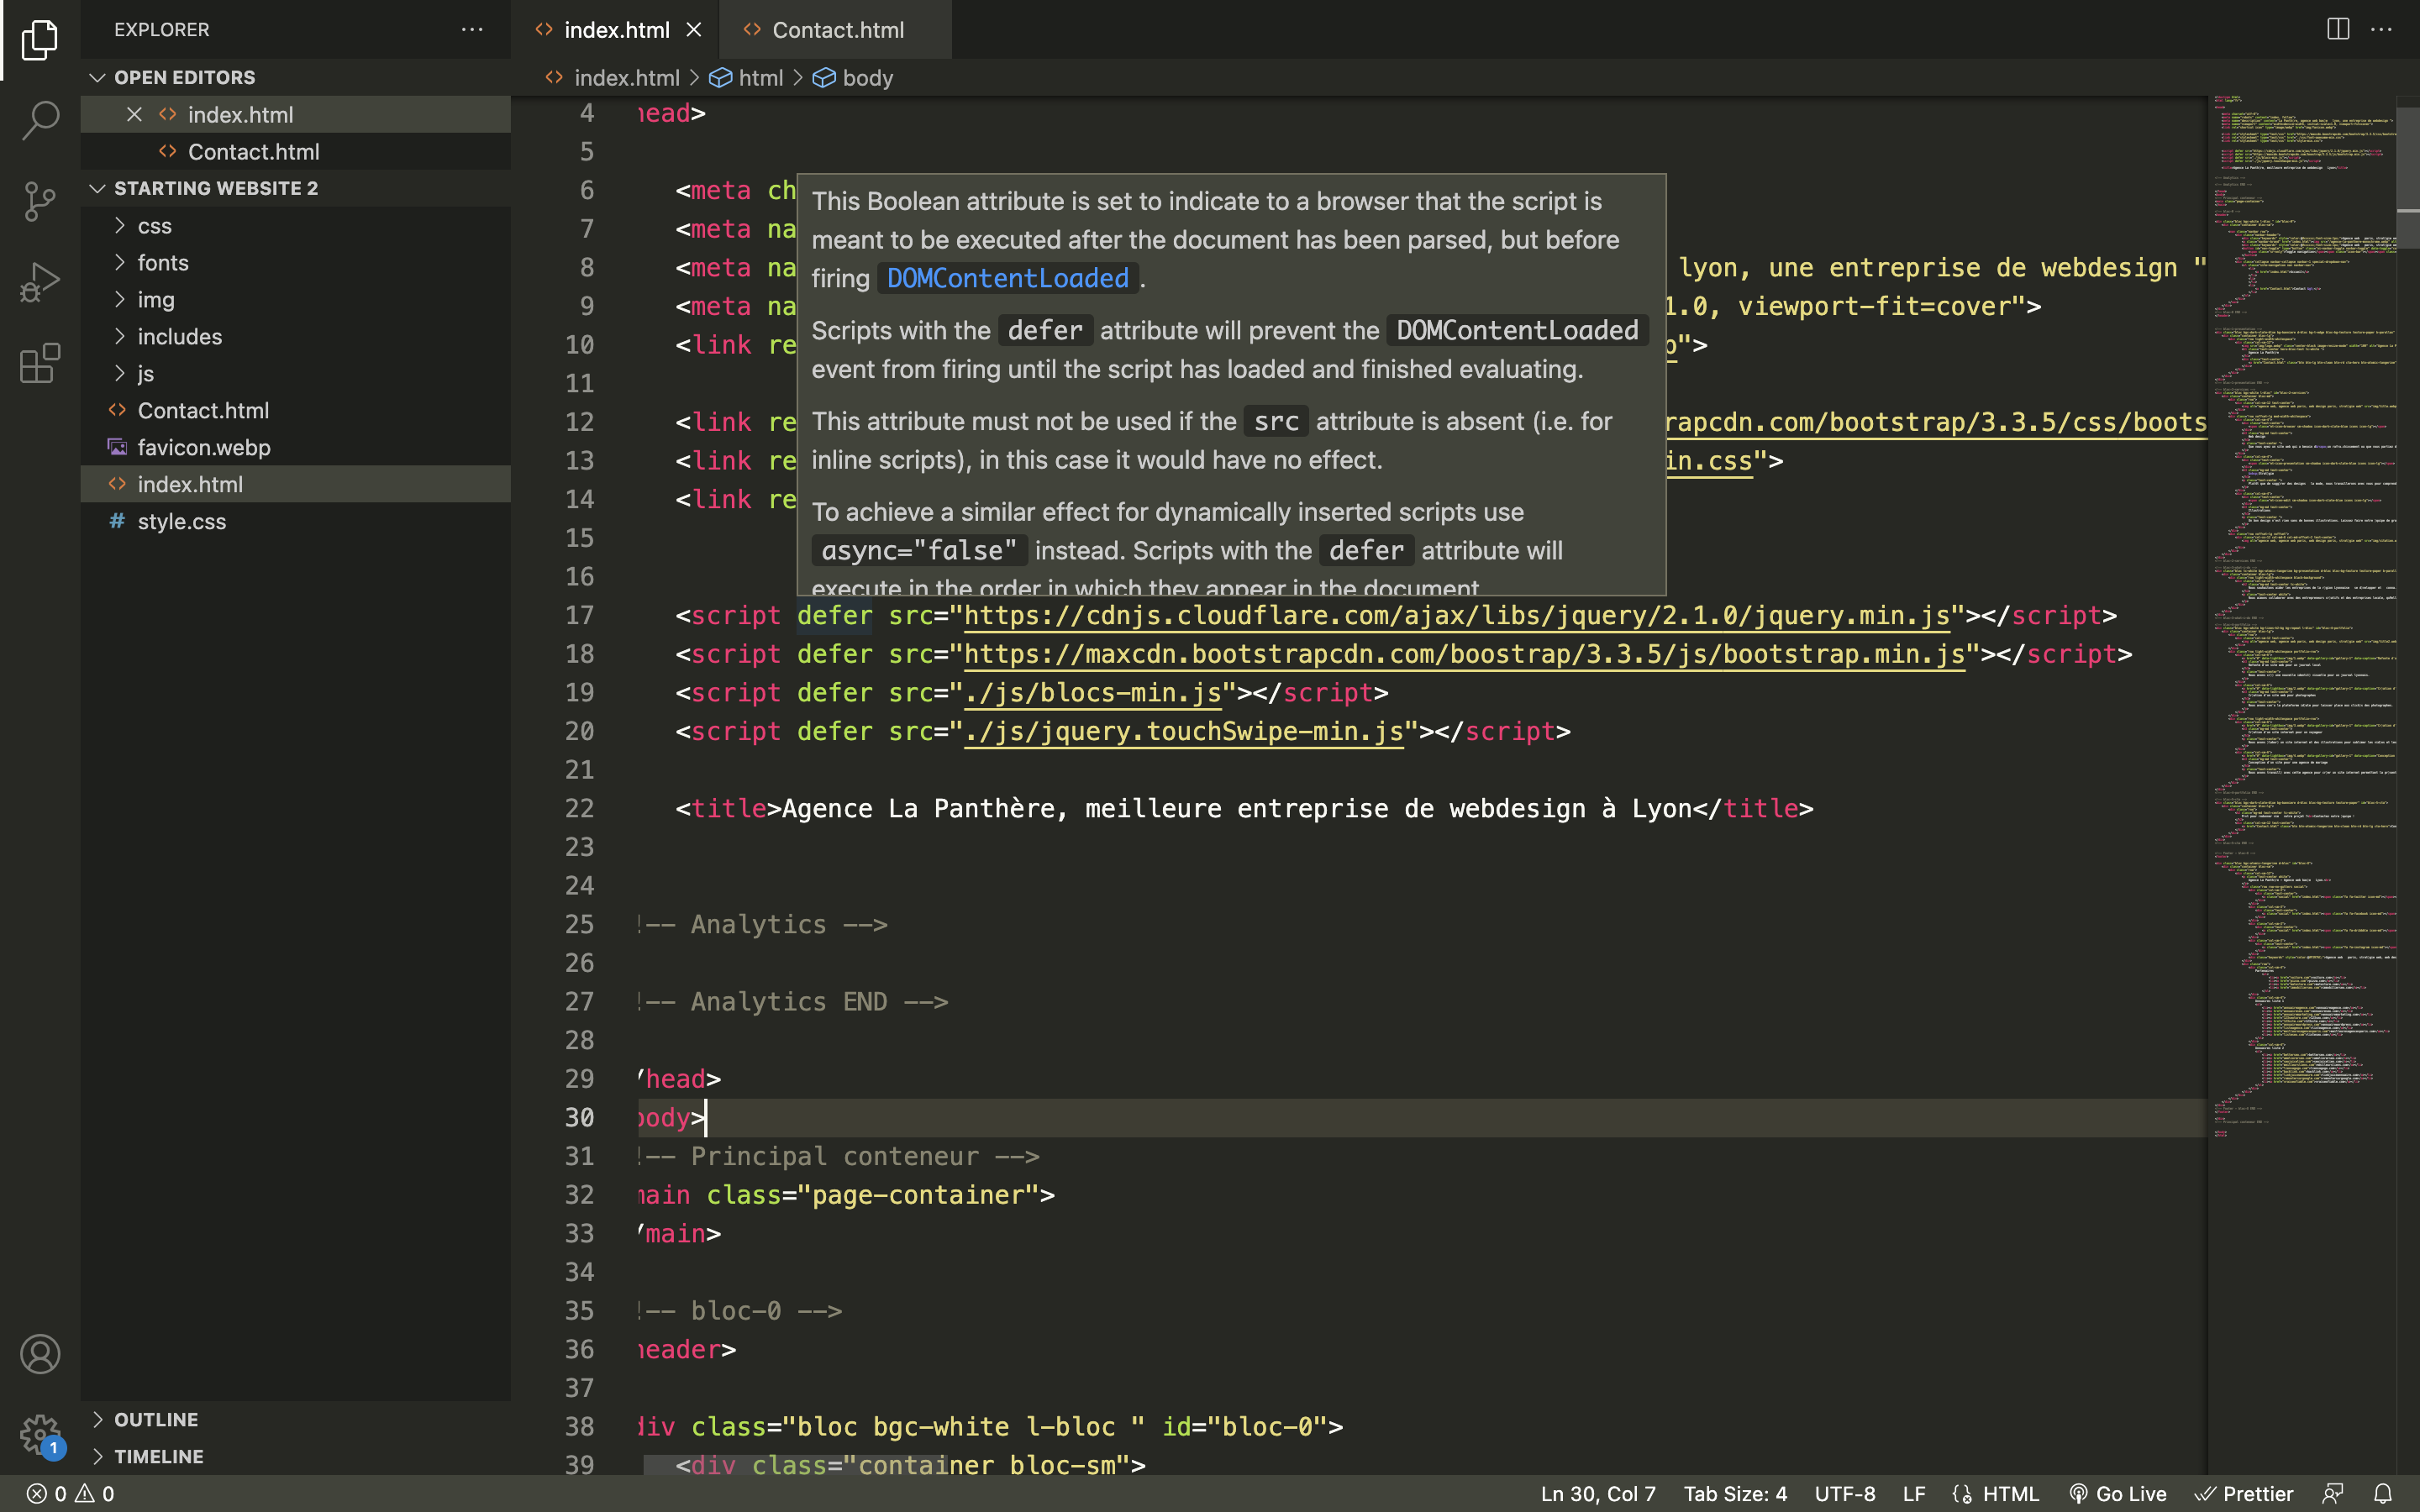 EXPLORER
OPEN EDITORS
index.html
Contact.html
STARTING WEBSITE 2
css
fonts
img
includes
js
Contact.html
favicon.webp
index.html
style.css
OUTLINE
TIMELINE
1
index.html
Contact.html
index.html > html > body
4 head>
5
6 <meta ch
7 <meta na
8 <meta na lyon, une entreprise de webdesign "
9 <meta na 1.0, viewport-fit=cover">
10 <link re ">
11
12 <link re rapcdn.com/bootstrap/3.3.5/css/boots
13 <link re in.css">
14 <link re
15
16
This Boolean attribute is set to indicate to a browser that the script is
meant to be executed after the document has been parsed, but before
firing DOMContentLoaded.
Scripts with the defer attribute will prevent the DOMContentLoaded
event from firing until the script has loaded and finished evaluating.
This attribute must not be used if the src attribute is absent (i.e. for
inline scripts), in this case it would have no effect.
To achieve a similar effect for dynamically inserted scripts use
async="false" instead. Scripts with the defer attribute will
execute in the order in which they appear in the document
17 <script defer src="https://cdnjs.cloudflare.com/ajax/libs/jquery/2.1.0/jquery.min.js"></script>
18 <script defer src="https://maxcdn.bootstrapcdn.com/boostrap/3.3.5/js/bootstrap.min.js"></script>
19 <script defer src="./js/blocs-min.js"></script>
20 <script defer src="./js/jquery.touchSwipe-min.js"></script>
21
22 <title>Agence La Panthère, meilleure entreprise de webdesign à Lyon</title>
23
24
25 !-- Analytics -->
26
27 !-- Analytics END -->
28
29 /head>
30 body>
31 !-- Principal conteneur -->
32 main class="page-container">
33 /main>
34
35 !-- bloc-0 -->
36 header>
37
38 div class="bloc bgc-white l-bloc " id="bloc-0">
39 <div class="container bloc-sm">
0 0
Ln 30, Col 7 Tab Size: 4 UTF-8 LF HTML Go Live Prettier